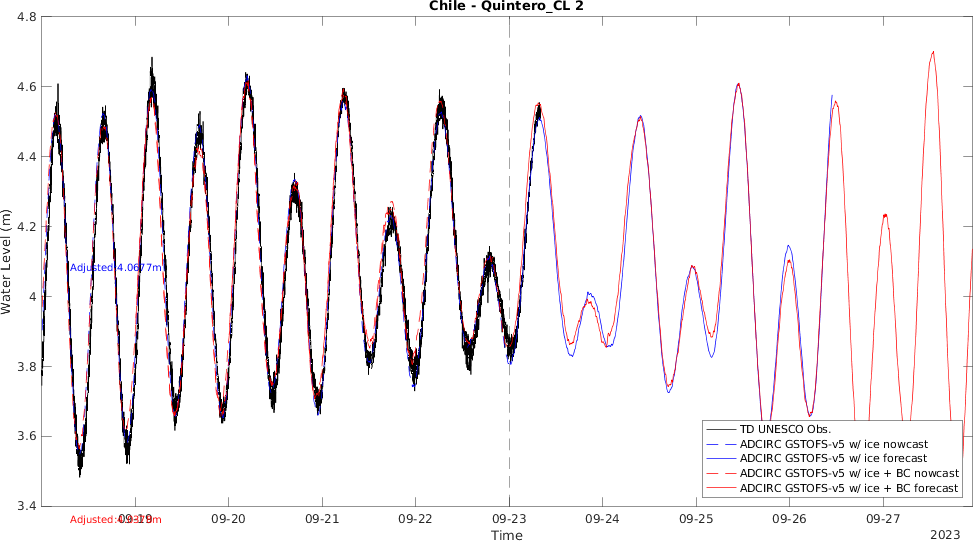 Chile - Quintero_CL 2
4.8
4.6
4.4
4.2
4
3.8
3.6
3.4
Water Level (m)
Adjusted:4.0677m
TD UNESCO Obs.
ADCIRC GSTOFS-v5 w/ ice nowcast
ADCIRC GSTOFS-v5 w/ ice forecast
ADCIRC GSTOFS-v5 w/ ice + BC nowcast
ADCIRC GSTOFS-v5 w/ ice + BC forecast
09-19 09-20 09-21 09-22 09-23 09-24 09-25 09-26 09-27
Time
2023